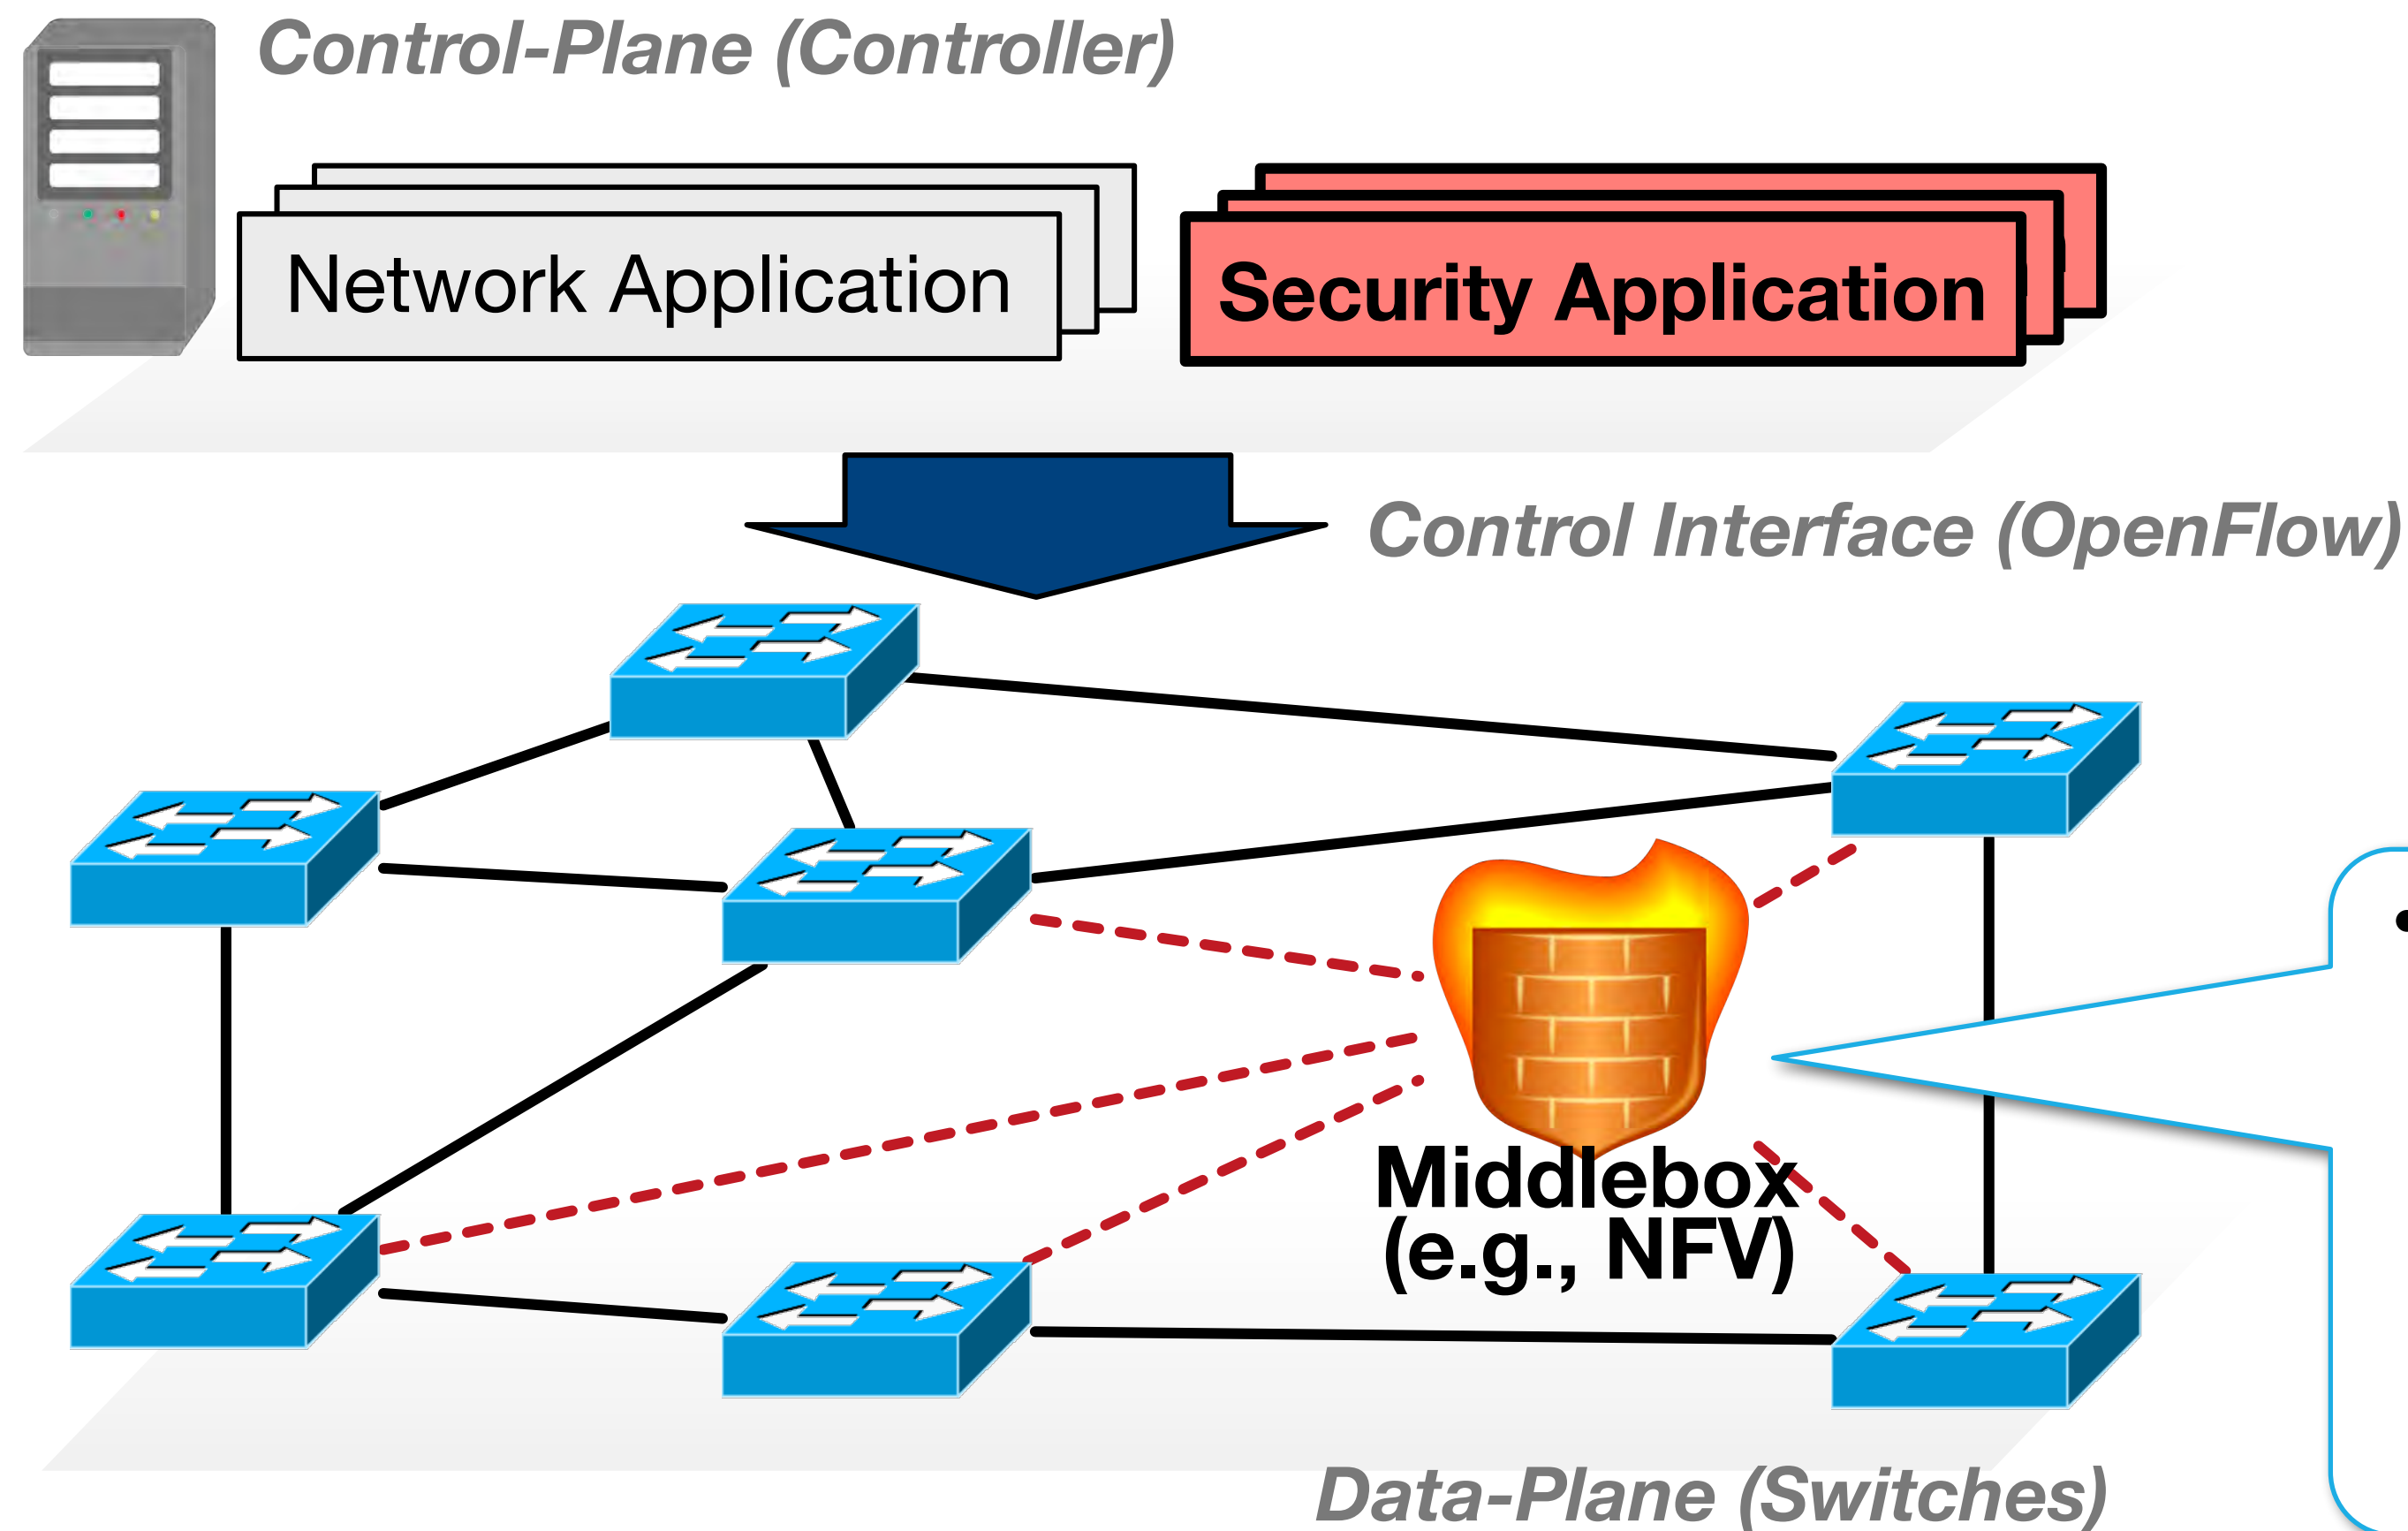 Control-Plane (Controller)
Network Application
Security Application
Control Interface (OpenFlow)
Middlebox
(e.g., NFV)
Data-Plane (Switches)